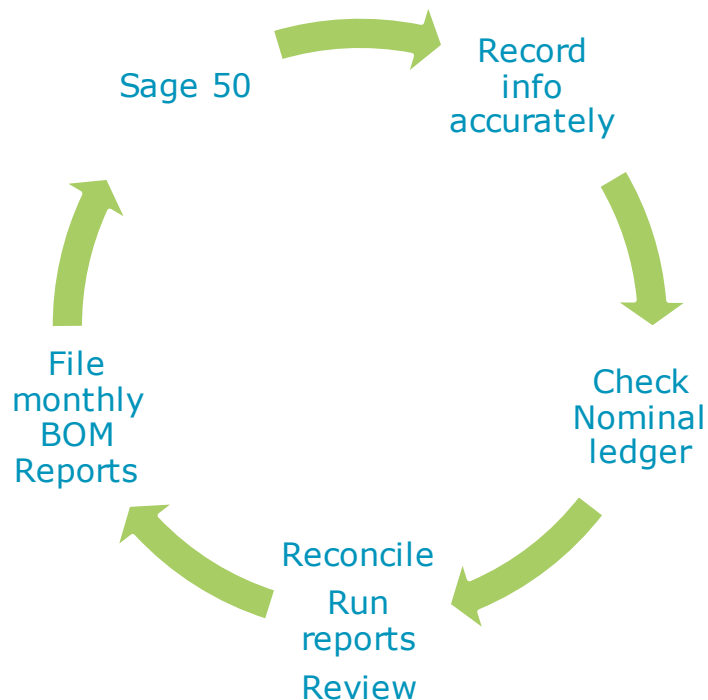 Sage 50
Record
info
accurately
Check
Nominal
ledger
Reconcile
Run
reports
Review
File
monthly
BOM
Reports